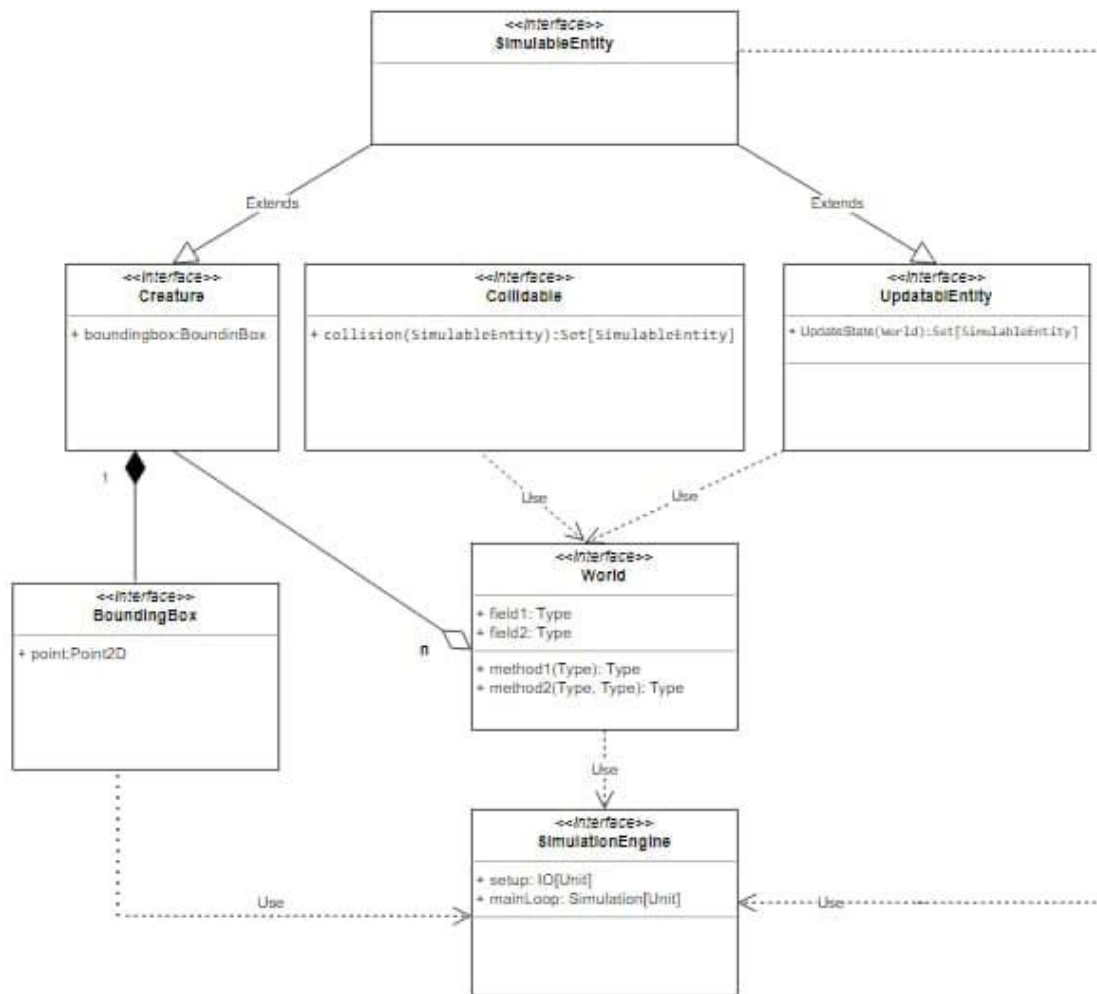 <<Interface>>
SimulableEntity
Extends
Extends
<<Interface>>
Creature
+ boundingbox:BoundinBox
<<Interface>>
Collidable
+ collision(SimulableEntity):Set[SimulableEntity]
<<Interface>>
UpdatablEntity
+ UpdateState(World):Set[SimulableEntity]
1
Use
Use
<<Interface>>
BoundingBox
+ point:Point2D
<<Interface>>
World
+ field1: Type
+ field2: Type
+ method1(Type): Type
+ method2(Type, Type): Type
n
Use
<<Interface>>
SimulationEngine
+ setup: IO[Unit]
+ mainLoop: Simulation[Unit]
Use
Use